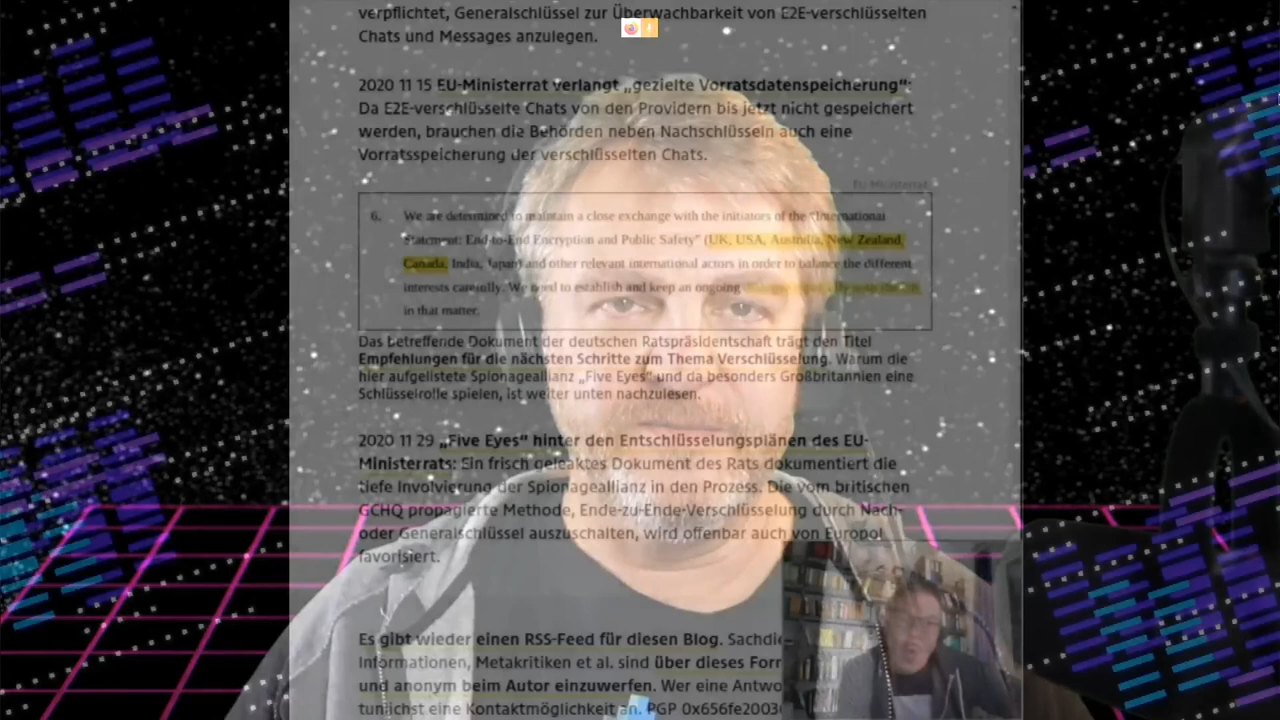 verpflichtet, Generalschlüssel zur Überwachbarkeit von E2E-verschlüsselten
Chats und Messages anzulegen.
2020 11 15 EU-Ministerrat verlangt „gezielte Vorratsdatenspeicherung“:
Da E2E-verschlüsselte Chats von den Providern bis jetzt nicht gespeichert
werden, brauchen die Behörden neben Nachschlüsseln auch eine
Vorratsspeicherung der verschlüsselten Chats.
EU-Ministerrat
6. We are determined to maintain a close exchange with the initiators of the "International
Statement: End-to-End Encryption and Public Safety" (UK, USA, Australia, New Zealand,
Canada, India, Japan) and other relevant international actors in order to balance the different
interests carefully. We need to establish and keep an ongoing
in that matter.
Das betreffende Dokument der deutschen Ratspräsidentschaft trägt den Titel
Empfehlungen für die nächsten Schritte zum Thema Verschlüsselung. Warum die
hier aufgelistete Spionageallianz „Five Eyes“ und da besonders Großbritannien eine
Schlüsselrolle spielen, ist weiter unten nachzulesen.
2020 11 29 „Five Eyes“ hinter den Entschlüsselungsplänen des EU-
Ministerrats: Ein frisch geleaktes Dokument des Rats dokumentiert die
tiefe Involvierung der Spionageallianz in den Prozess. Die vom britischen
GCHQ propagierte Methode, Ende-zu-Ende-Verschlüsselung durch Nach-
oder Generalschlüssel auszuschalten, wird offenbar auch von Europol
favorisiert.
Es gibt wieder einen RSS-Feed für diesen Blog. Sachdie
Informationen, Metakritiken et al. sind über dieses Forr
und anonym beim Autor einzuwerfen. Wer eine Antwo
tunlichst eine Kontaktmöglichkeit an. PGP 0x656fe2003